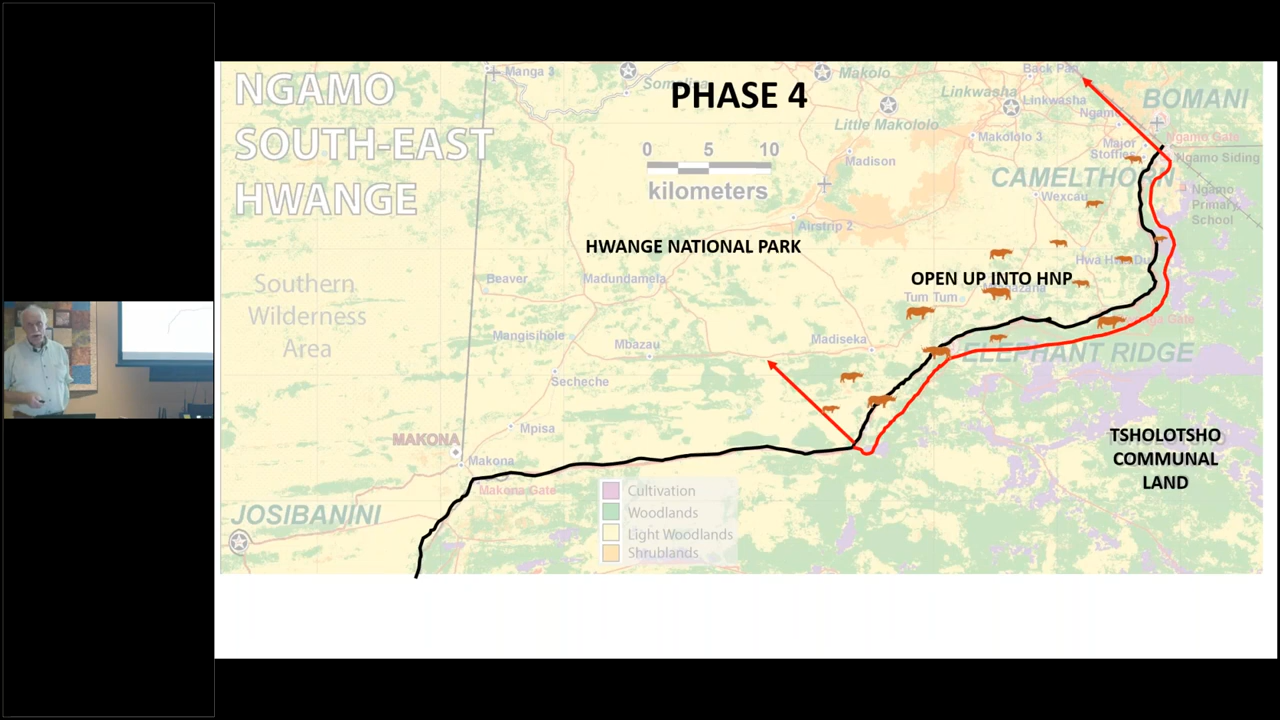 NGAMO
SOUTH-EAST
HWANGE
PHASE 4
0 5 10
kilometers
Manga 3
Makolo
Little Makololo
Linkwasha
Back Pan
Linkwasha
Makololo 3
BOMANI
Ngamo Gate
Major
Stoffies
Ngamo Siding
Madison
CAMELTHORN
Wexcau
Ngamo
Primary
School
Airstrip 2
HWANGE NATIONAL PARK
OPEN UP INTO HNP
Southern
Wilderness
Area
Beaver
Madundamela
Tum Tum
Mangisihole
Mbazau
Madiseka
ELEPHANT RIDGE
Secheche
Mpisa
MAKONA
Makona
Makona Gate
JOSIBANINI
TSHOLOTSHO
COMMUNAL
LAND
Cultivation
Woodlands
Light Woodlands
Shrublands